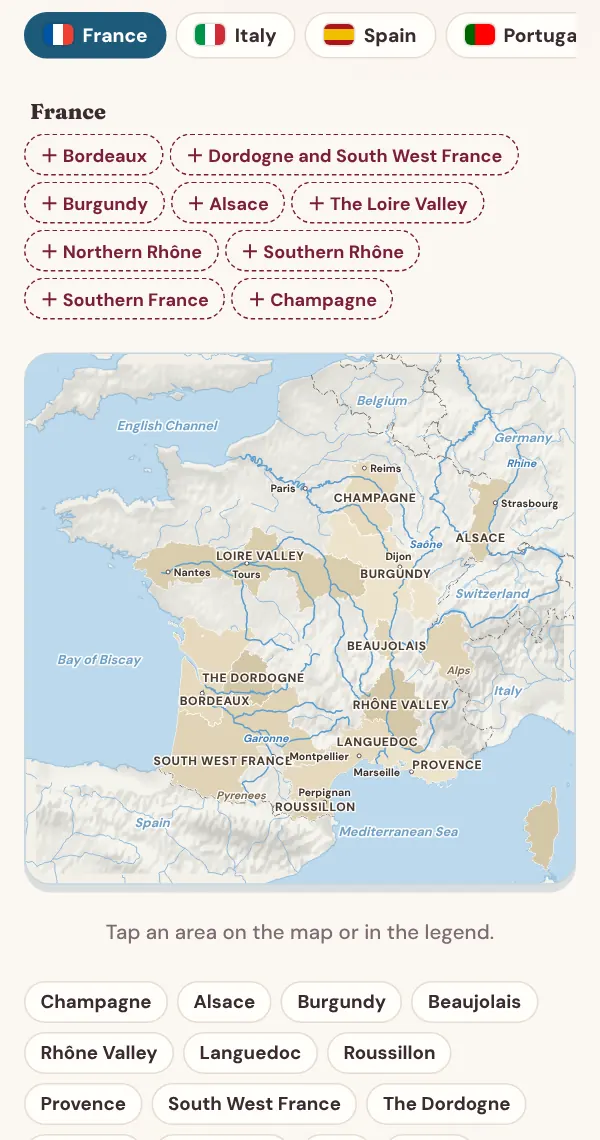 France
Italy
Spain
Portuga
France
+ Bordeaux
+ Dordogne and South West France
+ Burgundy
+ Alsace
+ The Loire Valley
+ Northern Rhône
+ Southern Rhône
+ Southern France
+ Champagne
Belgium
English Channel
Germany
Rhine
Reims
Paris
CHAMPAGNE
Strasbourg
ALSACE
Saône
LOIRE VALLEY
Dijon
Nantes
Tours
BURGUNDY
Switzerland
BEAUJOLAIS
Bay of Biscay
Alps
THE DORDOGNE
Italy
BORDEAUX
RHÔNE VALLEY
Garonne
LANGUEDOC
SOUTH WEST FRANCE
Montpellier
PROVENCE
Marseille
Pyrenees
Perpignan
ROUSSILLON
Spain
Mediterranean Sea
Tap an area on the map or in the legend.
Champagne
Alsace
Burgundy
Beaujolais
Rhône Valley
Languedoc
Roussillon
Provence
South West France
The Dordogne